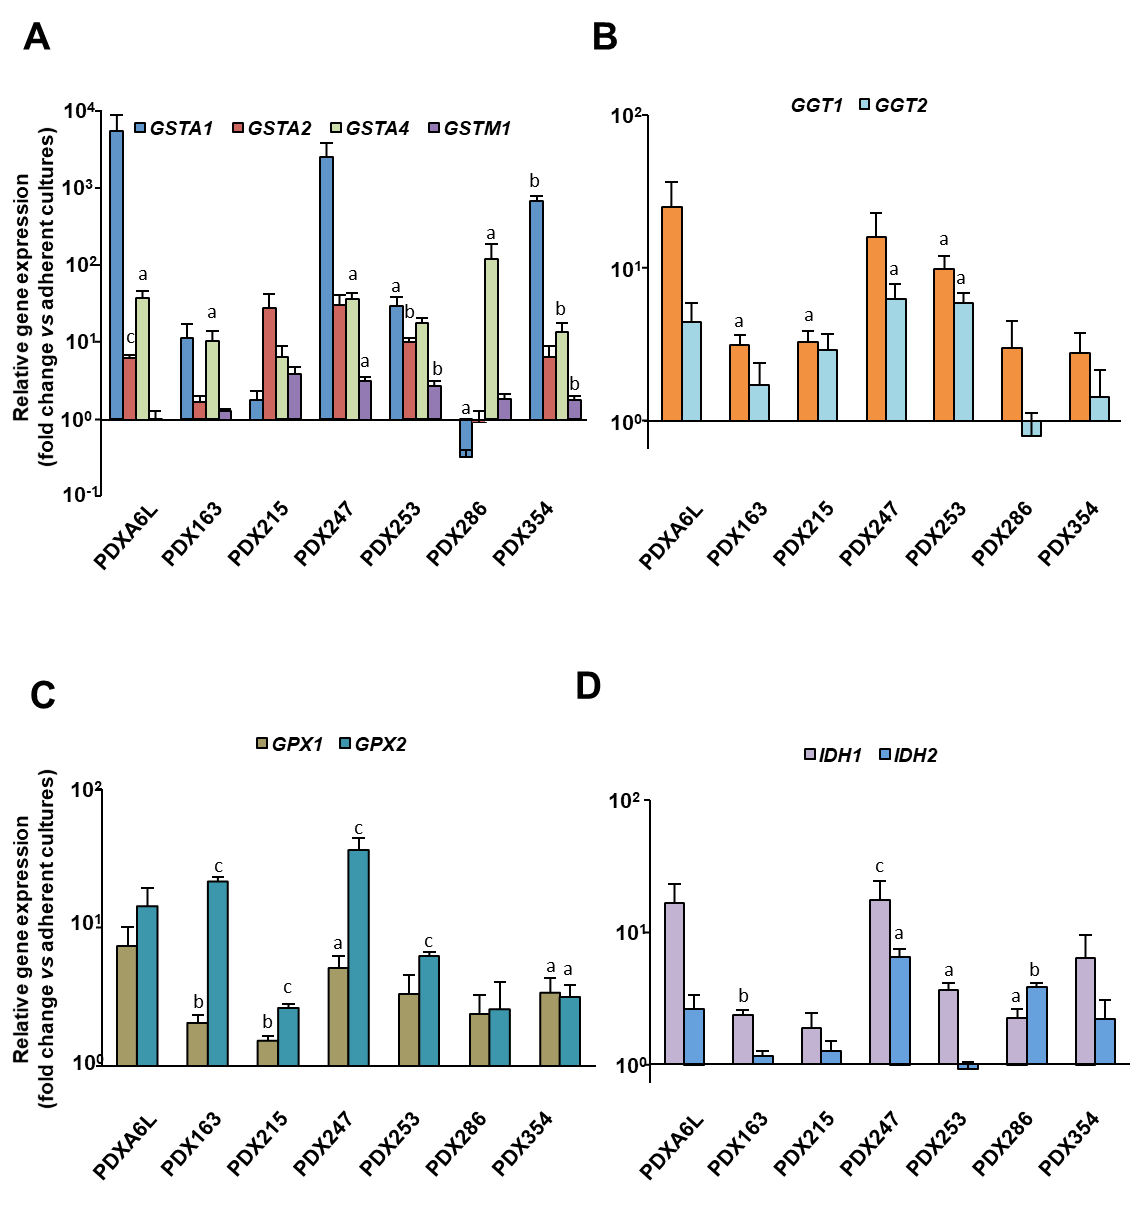 A
B
Relative gene expression
(fold change vs adherent cultures)
GSTA1 GSTA2 GSTA4 GSTM1
10⁴
10³
10²
10¹
10⁰
10⁻¹
c a a a a a b b a a b b b
PDXA6L PDX163 PDX215 PDX247 PDX253 PDX286 PDX354
GGT1 GGT2
10²
10¹
10⁰
a a a a a
PDXA6L PDX163 PDX215 PDX247 PDX253 PDX286 PDX354
C
D
Relative gene expression
(fold change vs adherent cultures)
GPX1 GPX2
10²
10¹
10⁰
b c b c a c c a a
PDXA6L PDX163 PDX215 PDX247 PDX253 PDX286 PDX354
IDH1 IDH2
10²
10¹
10⁰
b c a a a b
PDXA6L PDX163 PDX215 PDX247 PDX253 PDX286 PDX354